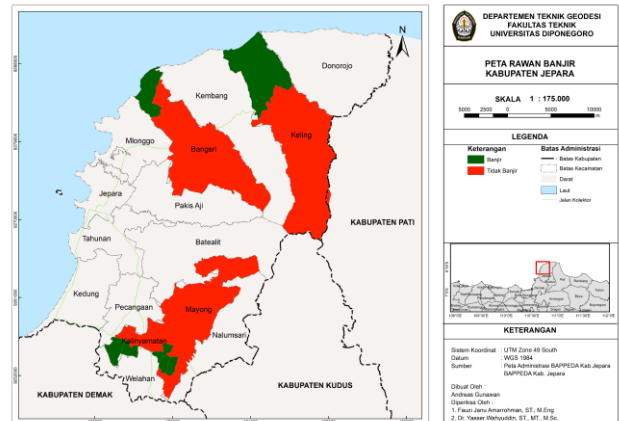 N
Donorojo
Kembang
Keling
Mlonggo
Bangsri
Jepara
Pakis Aji
KABUPATEN PATI
Tahunan
Batealit
Kedung
Pecangaan
Mayong
Nalumsari
Kalinyamatan
Welahan
KABUPATEN DEMAK
KABUPATEN KUDUS
DEPARTEMEN TEKNIK GEODESI
FAKULTAS TEKNIK
UNIVERSITAS DIPONEGORO
PETA RAWAN BANJIR
KABUPATEN JEPARA
SKALA 1 : 175.000
5000 2500 0 5000 10000
m
LEGENDA
Keterangan
Banjir
Tidak Banjir
Batas Administrasi
Batas Kabupaten
Batas Kecamatan
Darat
Laut
Jalan Kolektor
KETERANGAN
Sistem Koordinat : UTM Zone 49 South
Datum : WGS 1984
Sumber : Peta Administrasi BAPPEDA Kab.Jepara
BAPPEDA Kab. Jepara
Dibuat Oleh :
Andreas Gunawan
Diperiksa Oleh :
1. Fauzi Janu Amarrohman, ST., M.Eng
2. Dr. Yasser Wahyuddin, ST., MT., M.Sc.